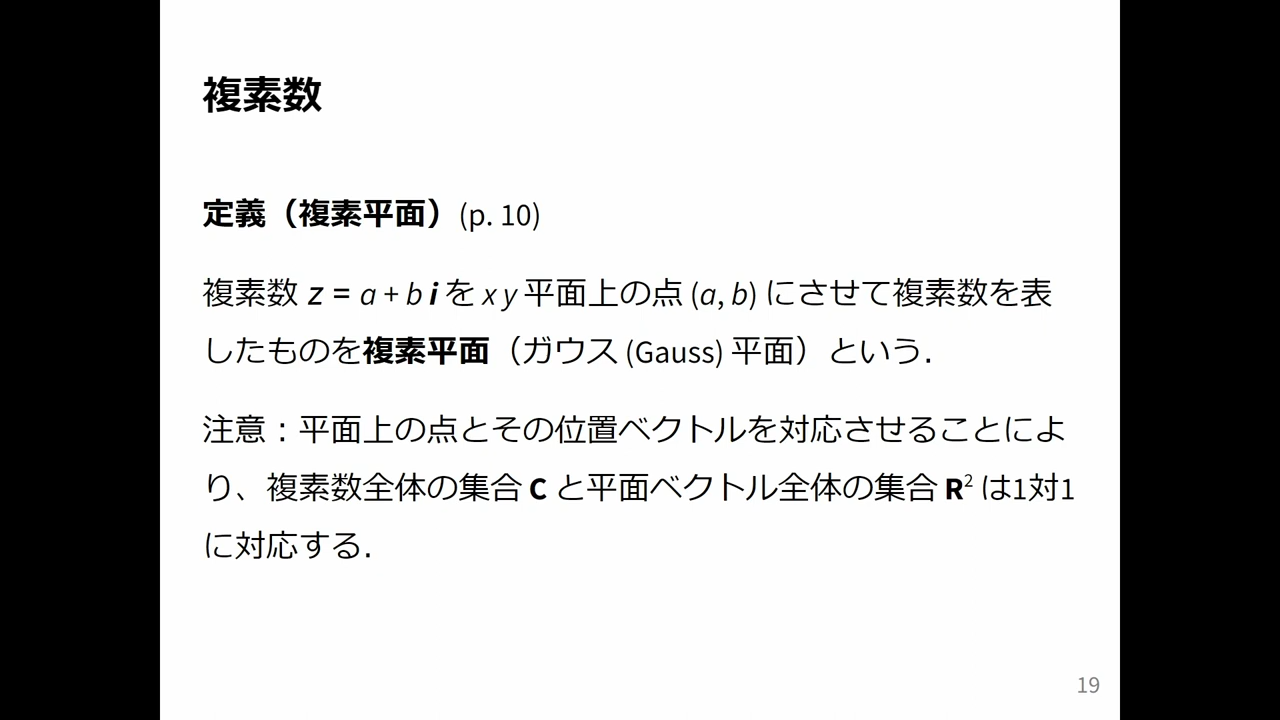 複素数
定義（複素平面）(p. 10)
複素数 z = a + b i を x y 平面上の点 (a, b) にさせて複素数を表
したものを複素平面（ガウス (Gauss) 平面）という．
注意：平面上の点とその位置ベクトルを対応させることによ
り、複素数全体の集合 C と平面ベクトル全体の集合 R² は1対1
に対応する．
19